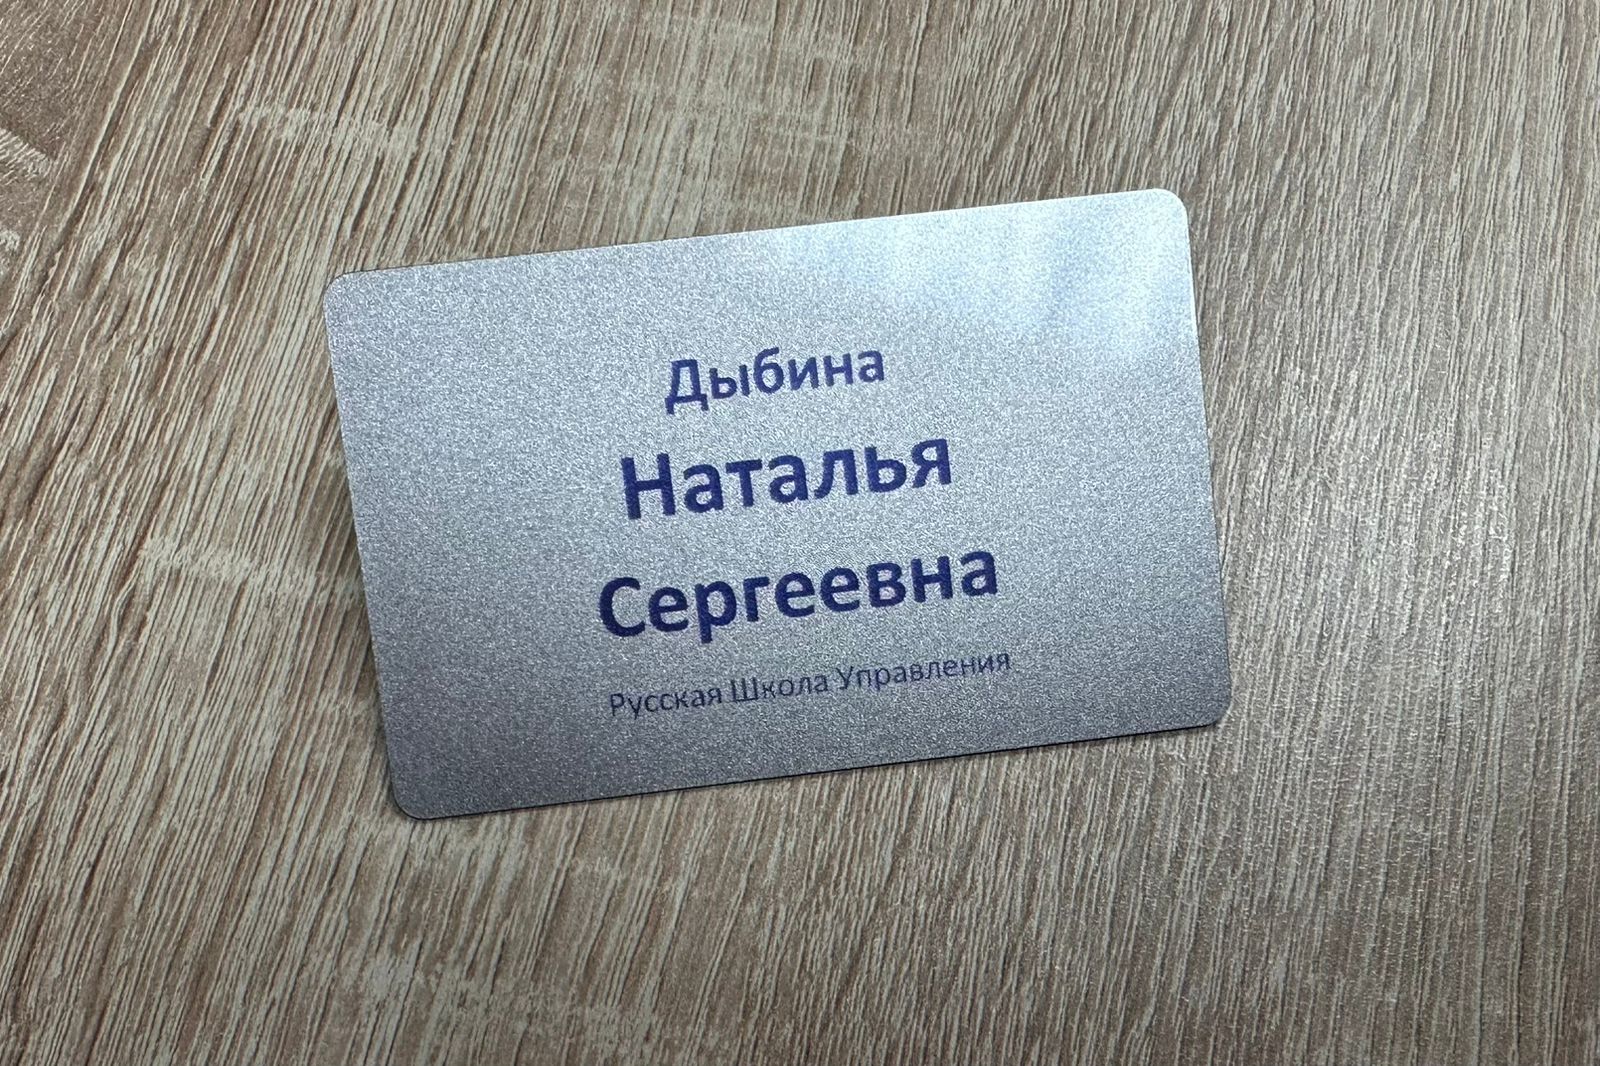 Дыбина
Наталья
Сергеевна
Русская Школа Управления